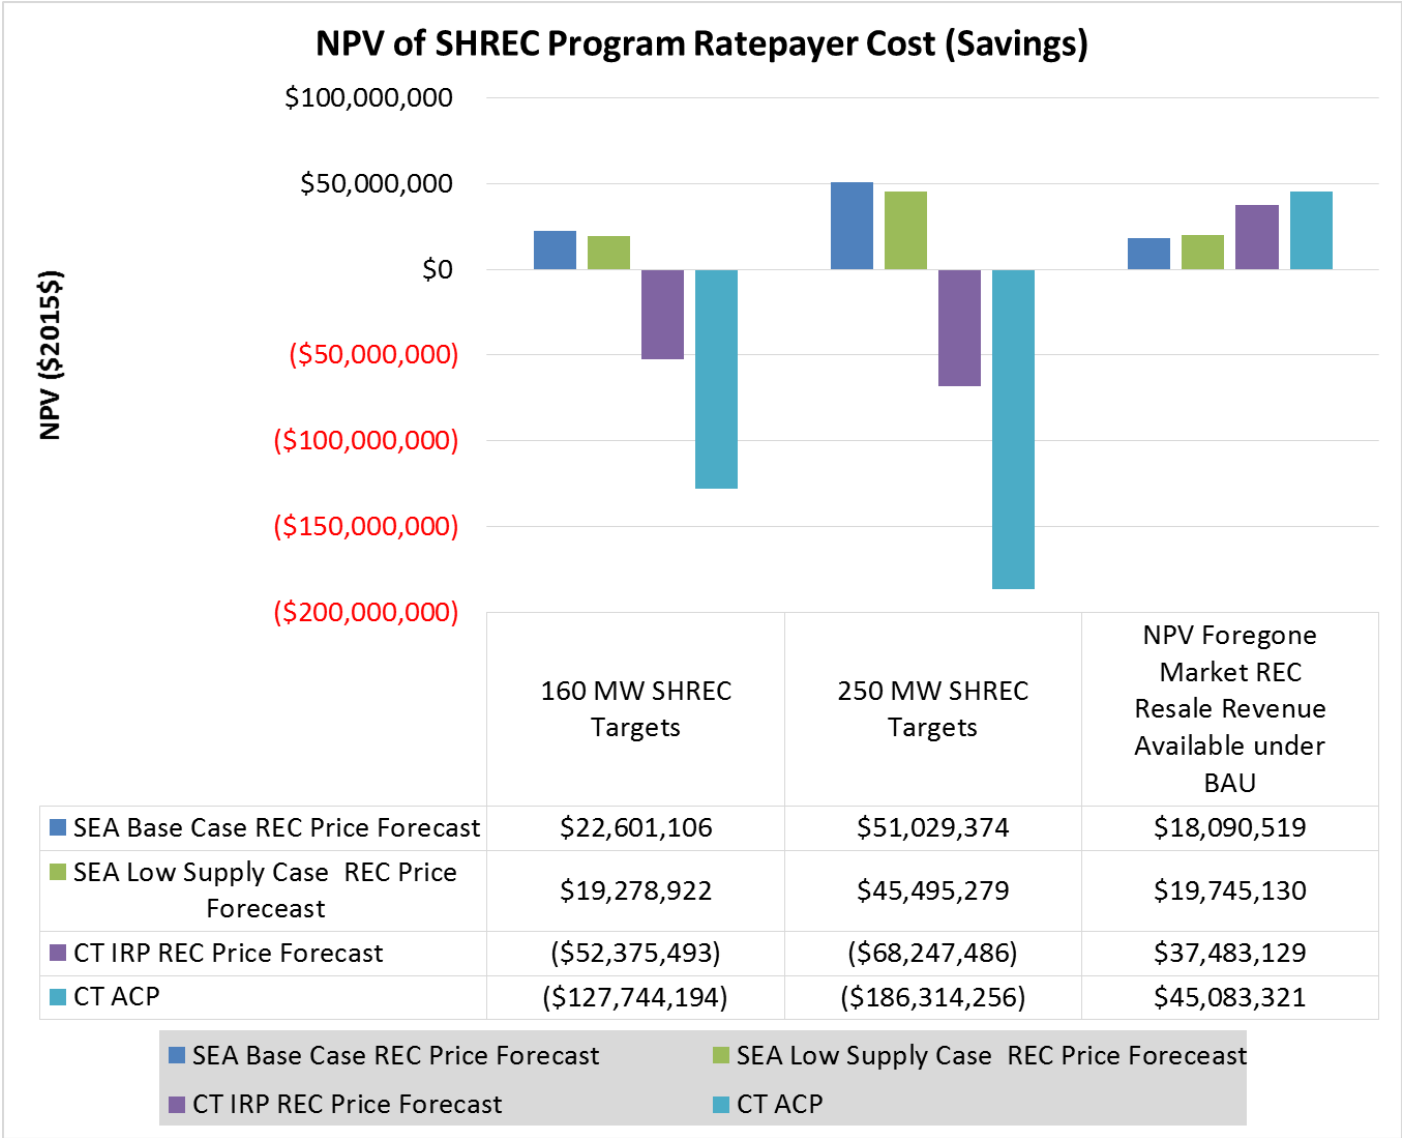 NPV of SHREC Program Ratepayer Cost (Savings)
$100,000,000
$50,000,000
$0
($50,000,000)
($100,000,000)
($150,000,000)
($200,000,000)
NPV ($2015$)
160 MW SHREC
Targets
250 MW SHREC
Targets
NPV Foregone
Market REC
Resale Revenue
Available under
BAU
SEA Base Case REC Price Forecast $22,601,106 $51,029,374 $18,090,519
SEA Low Supply Case  REC Price
Foreceast $19,278,922 $45,495,279 $19,745,130
CT IRP REC Price Forecast ($52,375,493) ($68,247,486) $37,483,129
CT ACP ($127,744,194) ($186,314,256) $45,083,321
SEA Base Case REC Price Forecast SEA Low Supply Case  REC Price Foreceast
CT IRP REC Price Forecast CT ACP